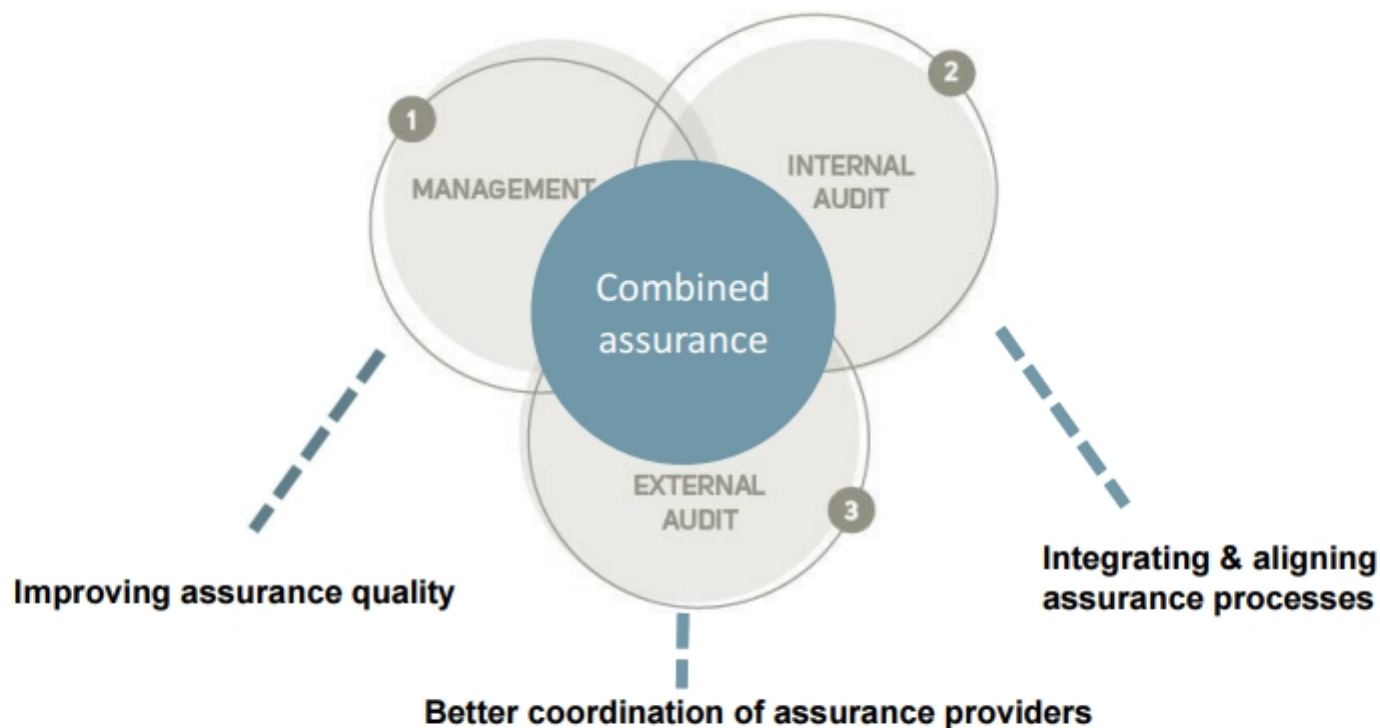 1
MANAGEMENT
2
INTERNAL
AUDIT
Combined
assurance
EXTERNAL
AUDIT
3
Improving assurance quality
Integrating & aligning
assurance processes
Better coordination of assurance providers